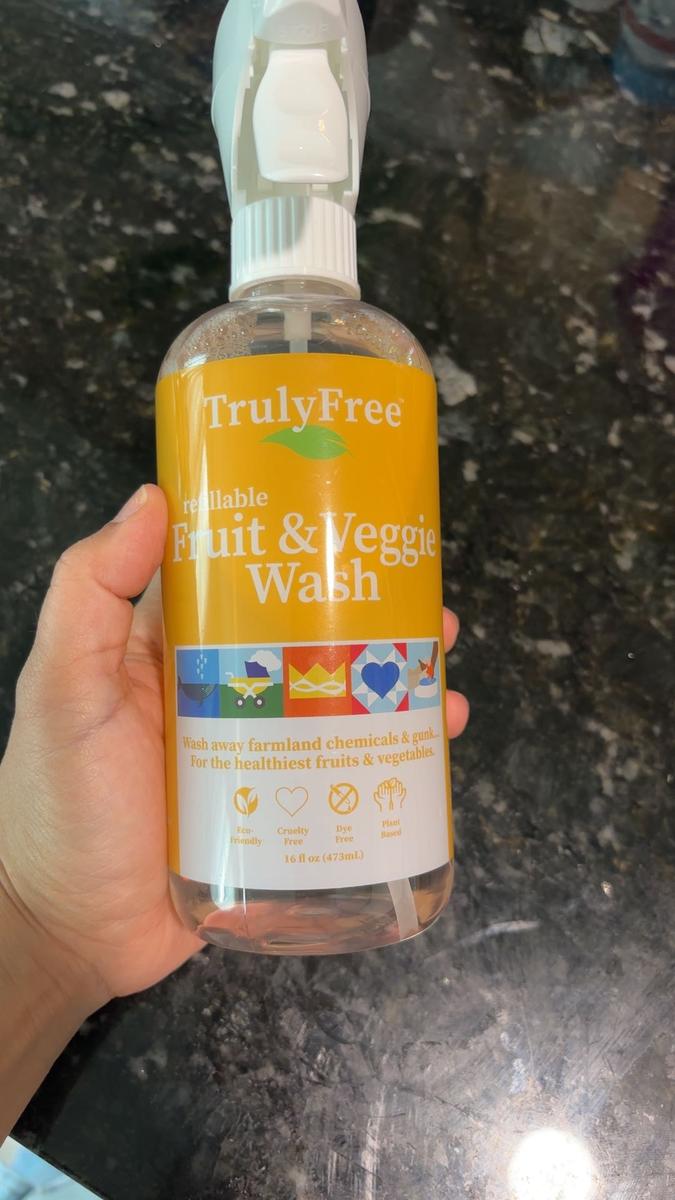 TrulyFree™
refillable
Fruit & Veggie
Wash
Wash away farmland chemicals & gunk...
For the healthiest fruits & vegetables.
Eco-
Friendly
Cruelty
Free
Dye
Free
Plant
Based
16 fl oz (473mL)